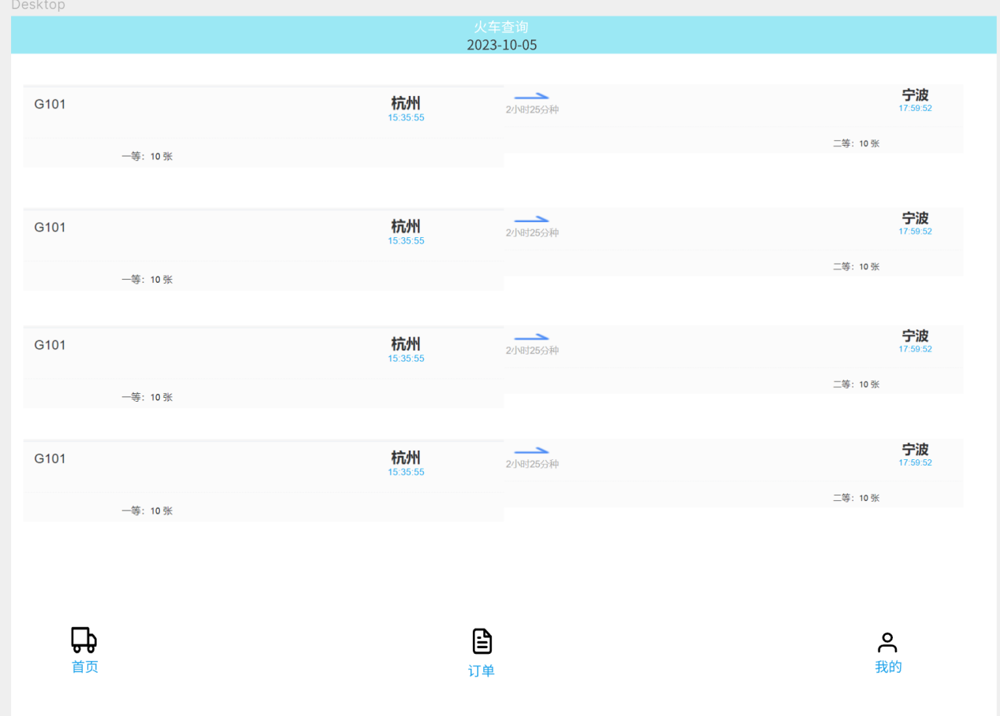 Desktop
火车查询
2023-10-05
G101 杭州 宁波
15:35:55 2小时25分种 17:59:52
一等：10 张 二等：10 张
G101 杭州 宁波
15:35:55 2小时25分种 17:59:52
一等：10 张 二等：10 张
G101 杭州 宁波
15:35:55 2小时25分种 17:59:52
一等：10 张 二等：10 张
G101 杭州 宁波
15:35:55 2小时25分种 17:59:52
一等：10 张 二等：10 张
首页 订单 我的